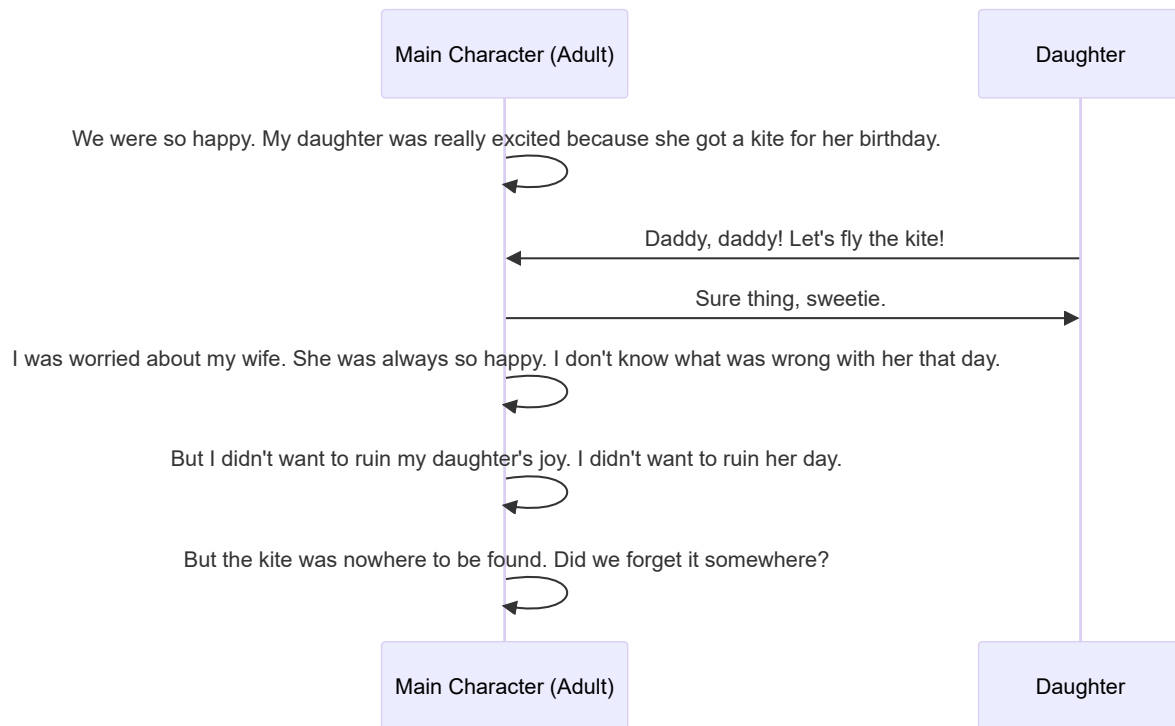 Main Character (Adult)
Daughter
We were so happy. My daughter was really excited because she got a kite for her birthday.
Daddy, daddy! Let's fly the kite!
Sure thing, sweetie.
I was worried about my wife. She was always so happy. I don't know what was wrong with her that day.
But I didn't want to ruin my daughter's joy. I didn't want to ruin her day.
But the kite was nowhere to be found. Did we forget it somewhere?
Main Character (Adult)
Daughter